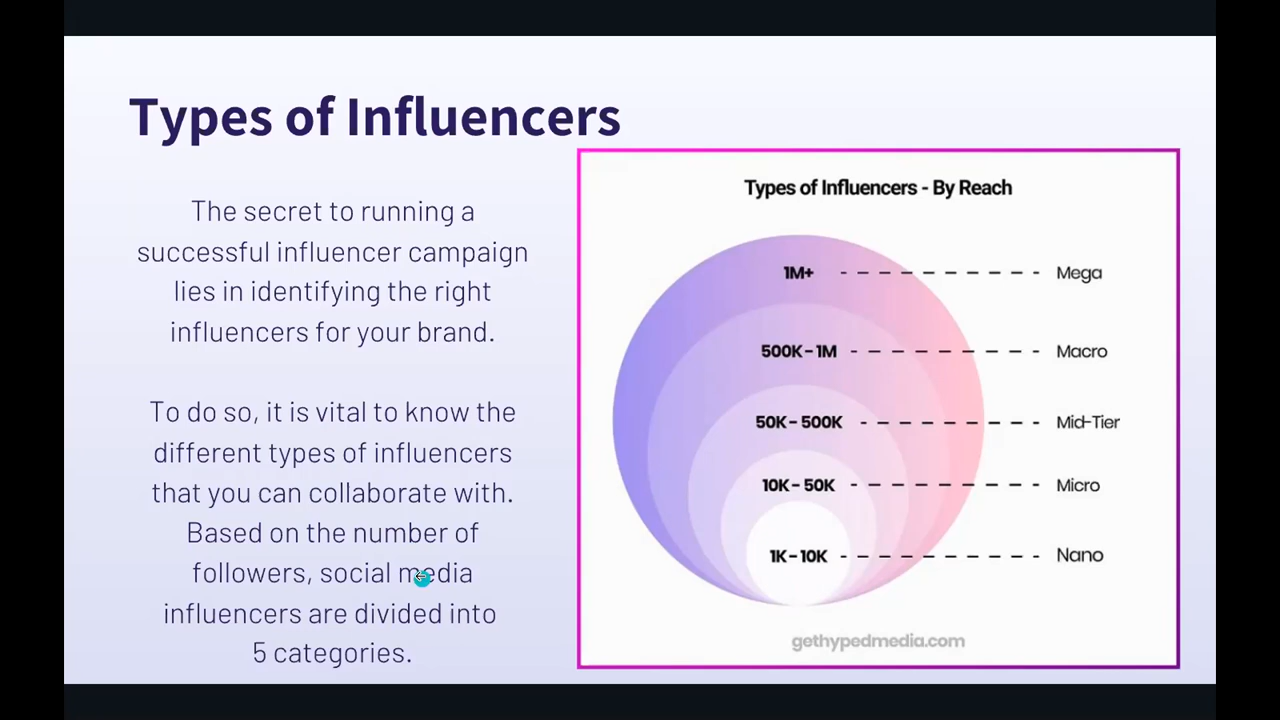 Types of Influencers
The secret to running a
successful influencer campaign
lies in identifying the right
influencers for your brand.
To do so, it is vital to know the
different types of influencers
that you can collaborate with.
Based on the number of
followers, social media
influencers are divided into
5 categories.
Types of Influencers - By Reach
1M+ Mega
500K - 1M Macro
50K - 500K Mid-Tier
10K - 50K Micro
1K - 10K Nano
gethypedmedia.com